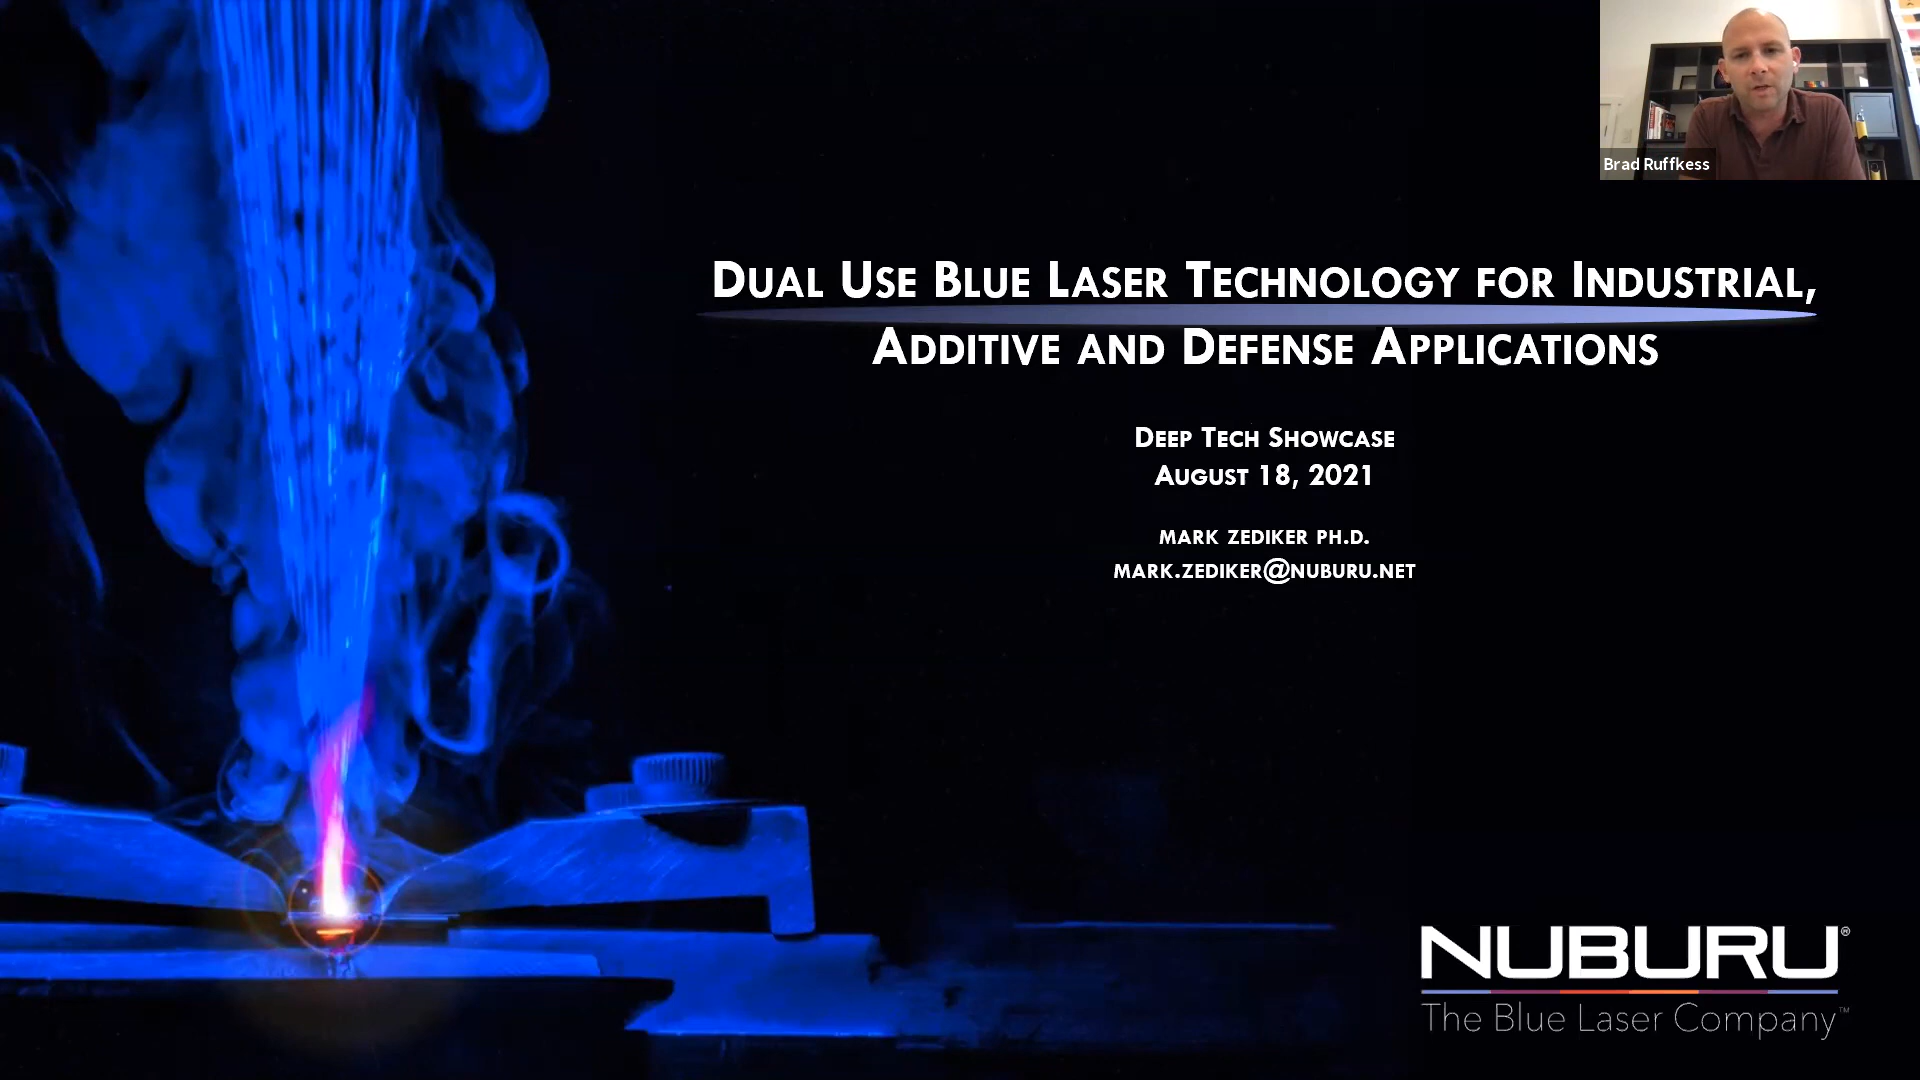 Brad Ruffkess
Dual Use Blue Laser Technology for Industrial,
Additive and Defense Applications
Deep Tech Showcase
August 18, 2021
Mark Zediker Ph.D.
mark.zediker@nuburu.net
NUBURU®
The Blue Laser Company™